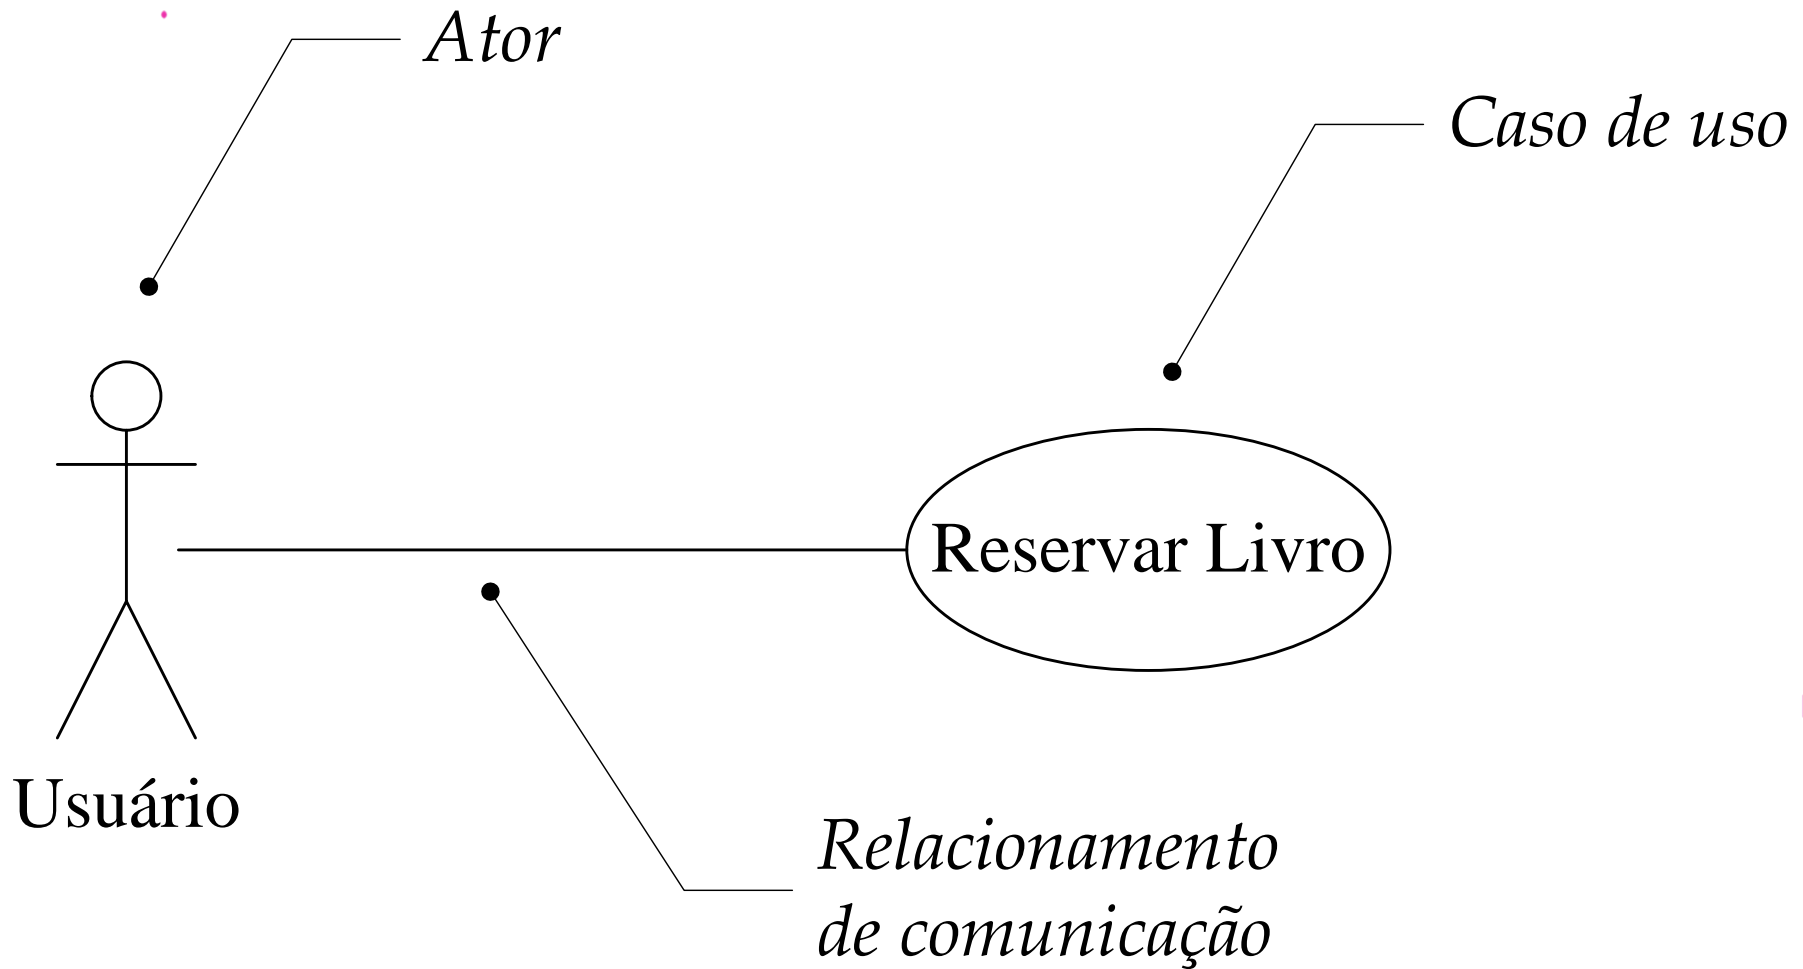 Ator
Caso de uso
Reservar Livro
Usuário
Relacionamento
de comunicação